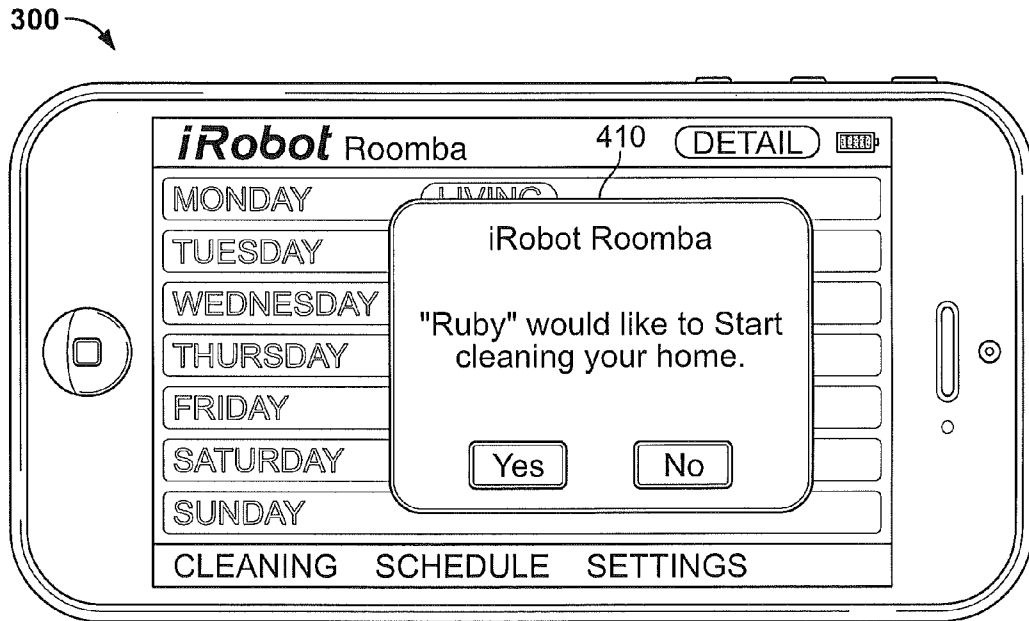 300
iRobot Roomba
410
DETAIL
MONDAY
LIVING
TUESDAY
WEDNESDAY
THURSDAY
FRIDAY
SATURDAY
SUNDAY
iRobot Roomba
"Ruby" would like to Start
cleaning your home.
Yes
No
CLEANING SCHEDULE SETTINGS